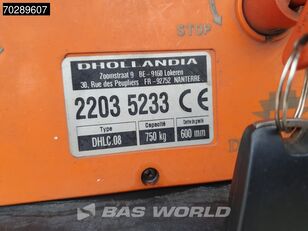 70289607
STOP
DHOLLANDIA
Zoomstraat 9 BE - 9160 Lokeren
30, Rue des Peupliers FR - 92752 NANTERRE
2203 5233 CE
Type Capacité
DHLC.08 750 kg 600 mm
BAS WORLD